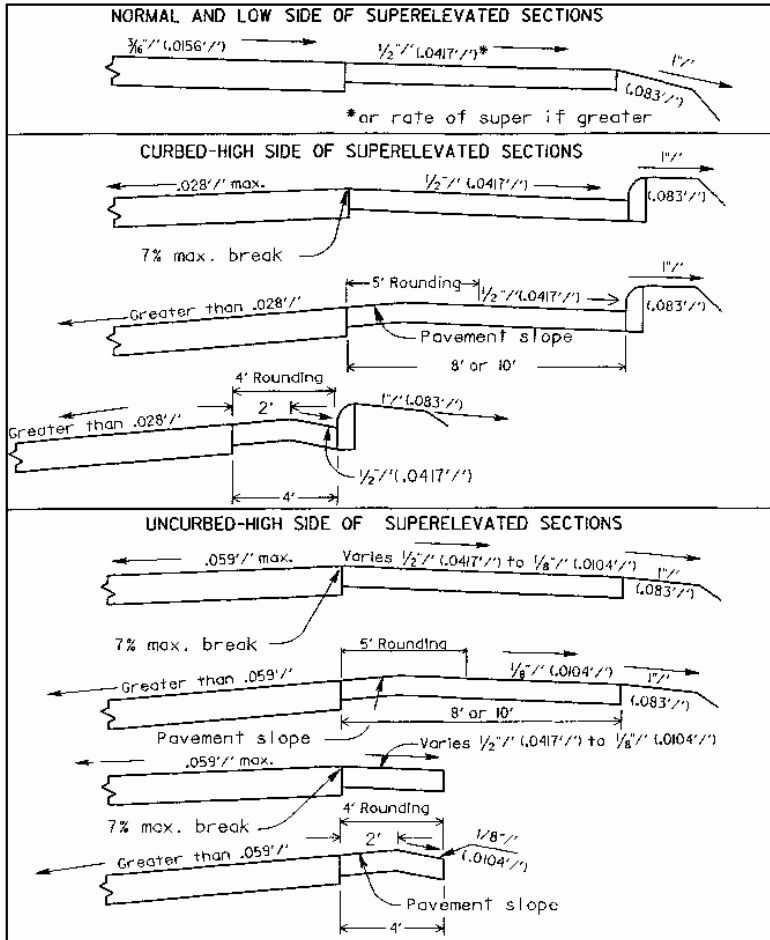 NORMAL AND LOW SIDE OF SUPERELEVATED SECTIONS
3/16"/'(.0156'/')
1/2"/'(.0417'/')*
1"/'
(.083'/')
*or rate of super if greater
CURBED-HIGH SIDE OF SUPERELEVATED SECTIONS
.028'/' max.
1/2"/'(.0417'/')
1"/'
(.083'/')
7% max. break
5' Rounding
1"/'
Greater than .028'/'
1/2"/'(.0417'/')
(.083'/')
Pavement slope
8' or 10'
4' Rounding
2'
1"/'(.083'/')
Greater than .028'/'
1/2"/'(.0417'/')
4'
UNCURBED-HIGH SIDE OF SUPERELEVATED SECTIONS
.059'/' max.
Varies 1/2"/'(.0417'/') to 1/8"/'(.0104'/')
1"/'
(.083'/')
7% max. break
5' Rounding
Greater than .059'/'
1/8"/'(.0104'/')
1"/'
(.083'/')
8' or 10'
Pavement slope
Varies 1/2"/'(.0417'/') to 1/8"/'(.0104'/')
.059'/' max.
7% max. break
4' Rounding
2'
1/8"/'
(.0104'/')
Greater than .059'/'
Pavement slope
4'